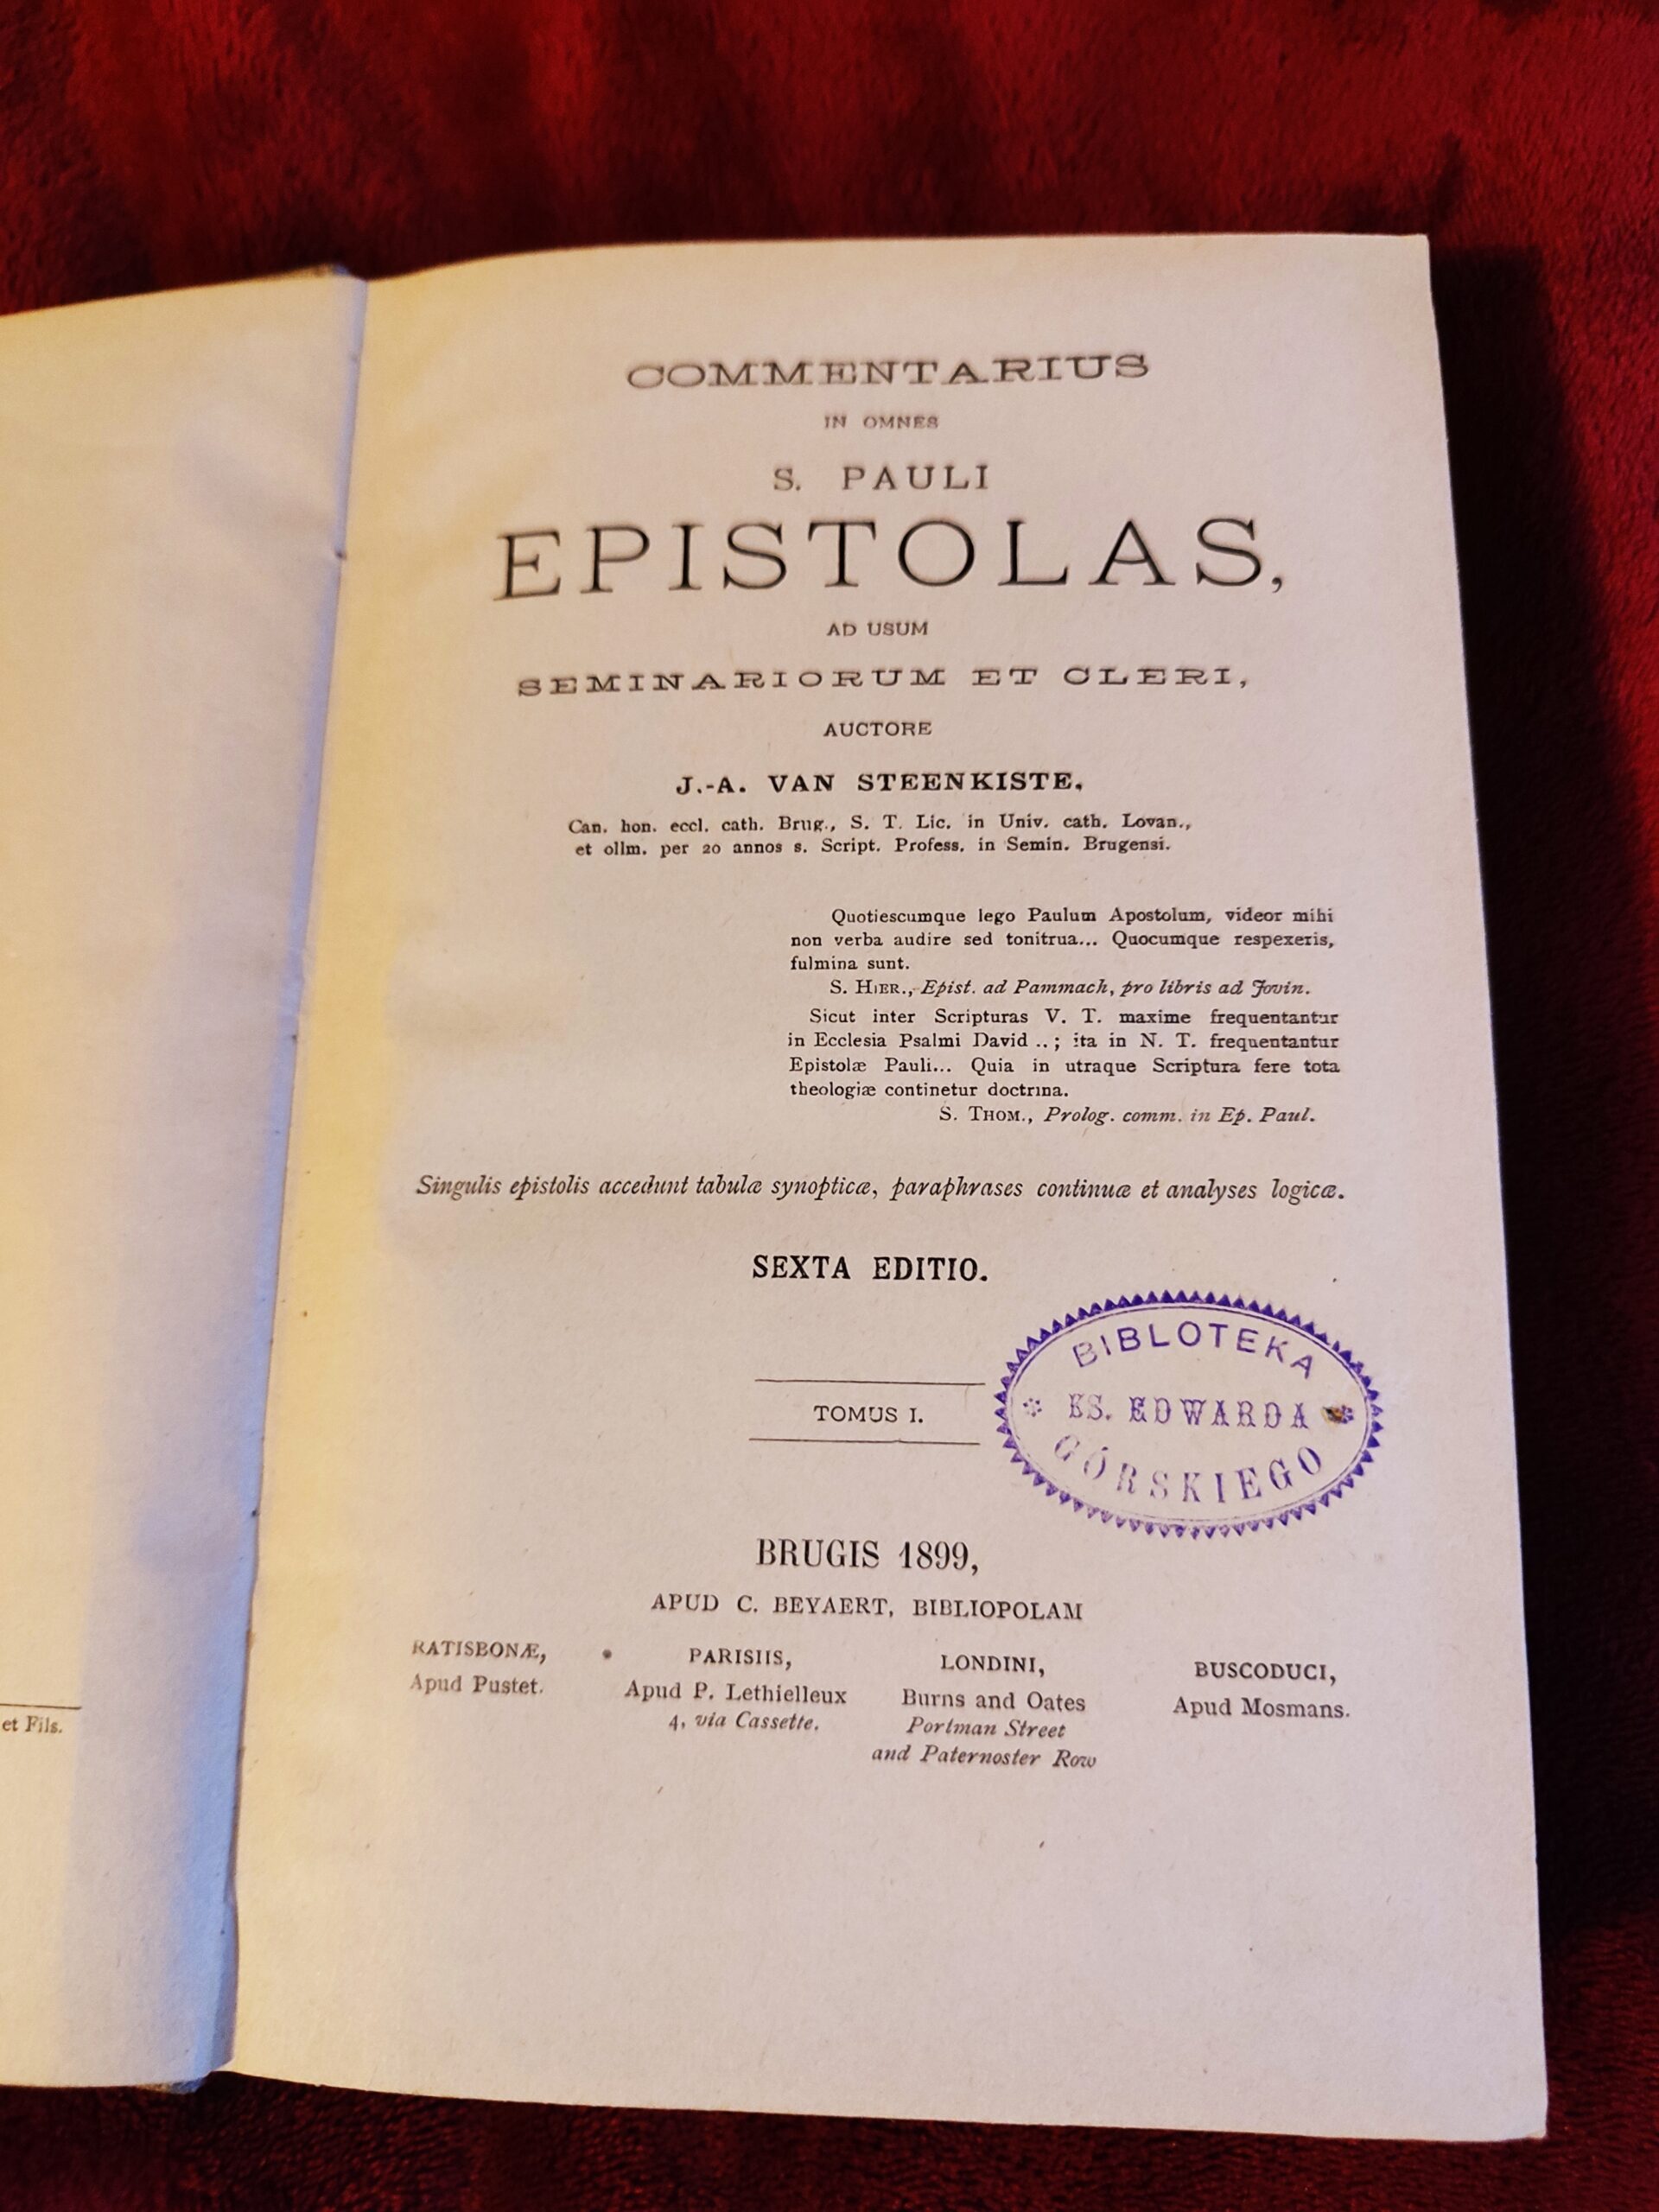 COMMENTARIUS
IN OMNES
S. PAULI
EPISTOLAS,
AD USUM
SEMINARIORUM ET CLERI,
AUCTORE
J.-A. VAN STEENKISTE,
Can. hon. eccl. cath. Brug., S. T. Lic. in Univ. cath. Lovan.,
et ollm. per 20 annos s. Script. Profess. in Semin. Brugensi.
Quotiescumque lego Paulum Apostolum, videor mihi
non verba audire sed tonitrua... Quocumque respexeris,
fulmina sunt.
S. HIER., Epist. ad Pammach, pro libris ad Jovin.
Sicut inter Scripturas V. T. maxime frequentantur
in Ecclesia Psalmi David ..; ita in N. T. frequentantur
Epistolæ Pauli... Quia in utraque Scriptura fere tota
theologiæ continetur doctrina.
S. THOM., Prolog. comm. in Ep. Paul.
Singulis epistolis accedunt tabulæ synopticæ, paraphrases continuæ et analyses logicæ.
SEXTA EDITIO.
TOMUS I.
BIBLOTEKA
KS. EDWARDA
GÓRSKIEGO
BRUGIS 1899,
APUD C. BEYAERT, BIBLIOPOLAM
RATISBONÆ,
Apud Pustet.
PARISIIS,
Apud P. Lethielleux
4, via Cassette.
LONDINI,
Burns and Oates
Portman Street
and Paternoster Row
BUSCODUCI,
Apud Mosmans.
et Fils.